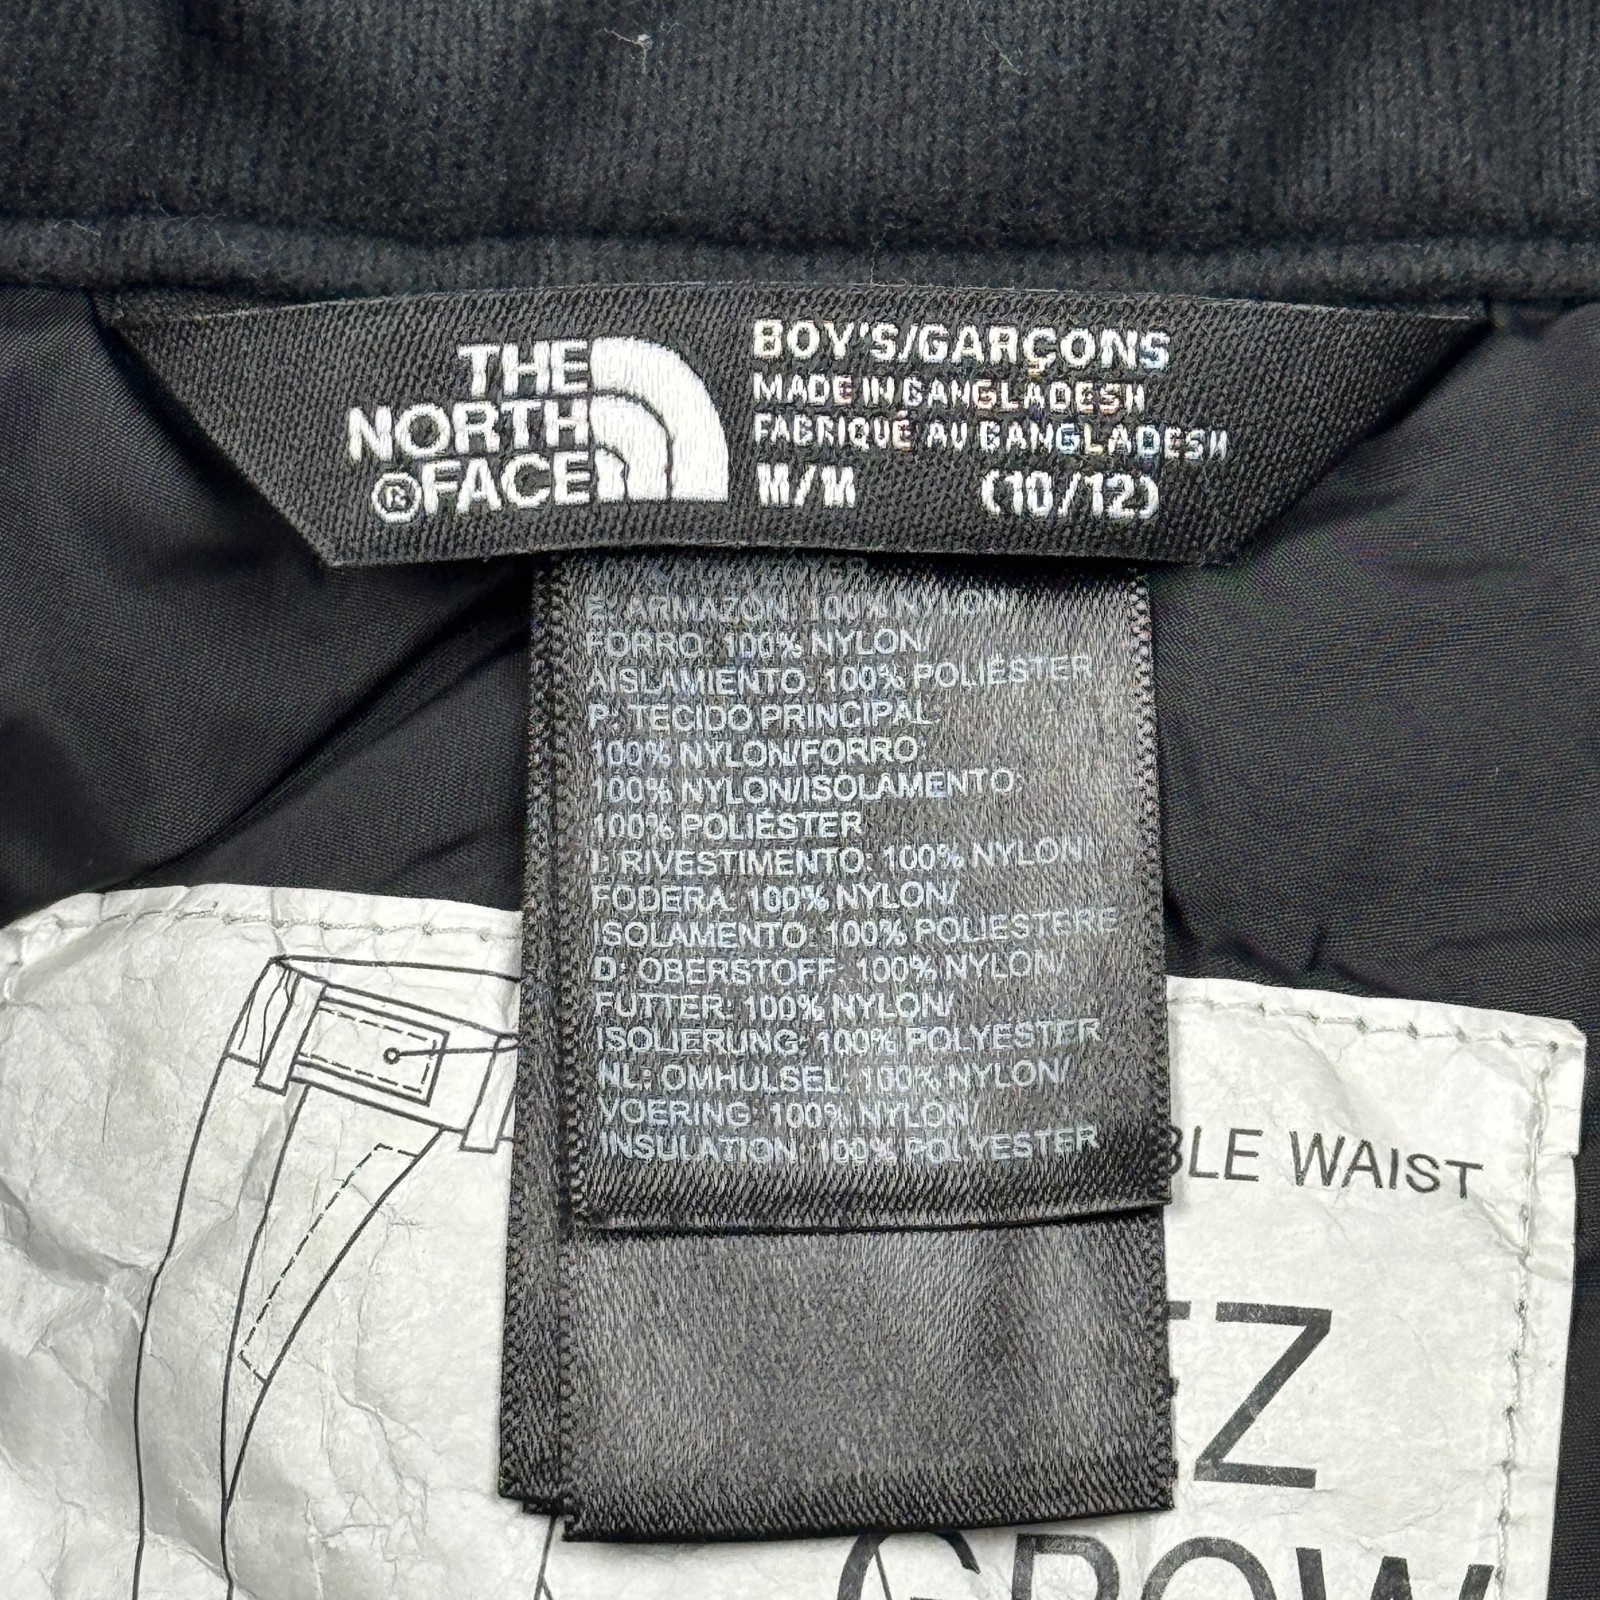 THE
NORTH
®FACE
BOY'S/GARÇONS
MADE IN BANGLADESH
FABRIQUÉ AU BANGLADESH
M/M (10/12)
E: ARMAZÓN: 100% NYLON/
FORRO: 100% NYLON/
AISLAMIENTO: 100% POLIÉSTER
P: TECIDO PRINCIPAL:
100% NYLON/FORRO:
100% NYLON/ISOLAMENTO:
100% POLIÉSTER
I: RIVESTIMENTO: 100% NYLON/
FODERA: 100% NYLON/
ISOLAMENTO: 100% POLIESTERE
D: OBERSTOFF: 100% NYLON/
FUTTER: 100% NYLON/
ISOLIERUNG: 100% POLYESTER
NL: OMHULSEL: 100% NYLON/
VOERING: 100% NYLON/
INSULATION: 100% POLYESTER
BLE WAIST
EZ
GROW